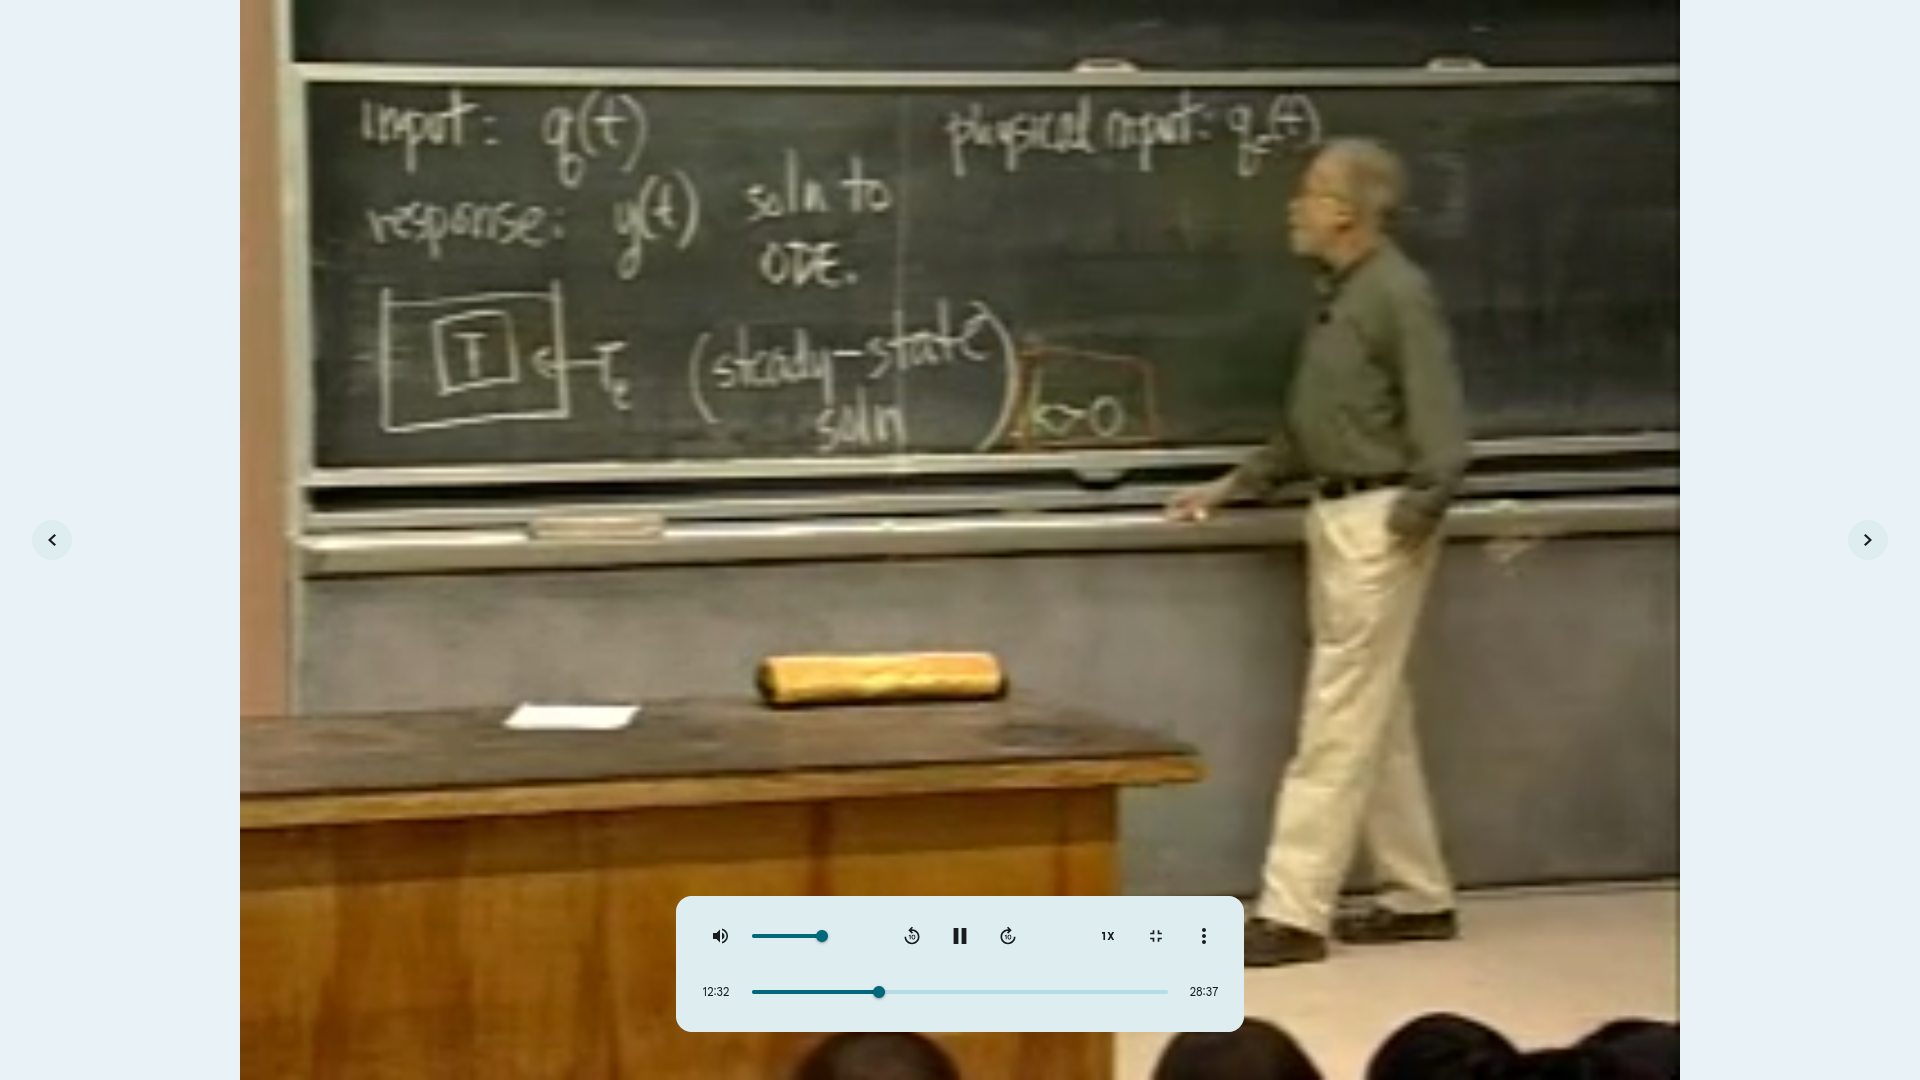 input: q(t)
response: y(t) soln to
ODE.
T
Te
(steady-state
soln)
k>0
physical input: qe(t)
1X
12:32
28:37